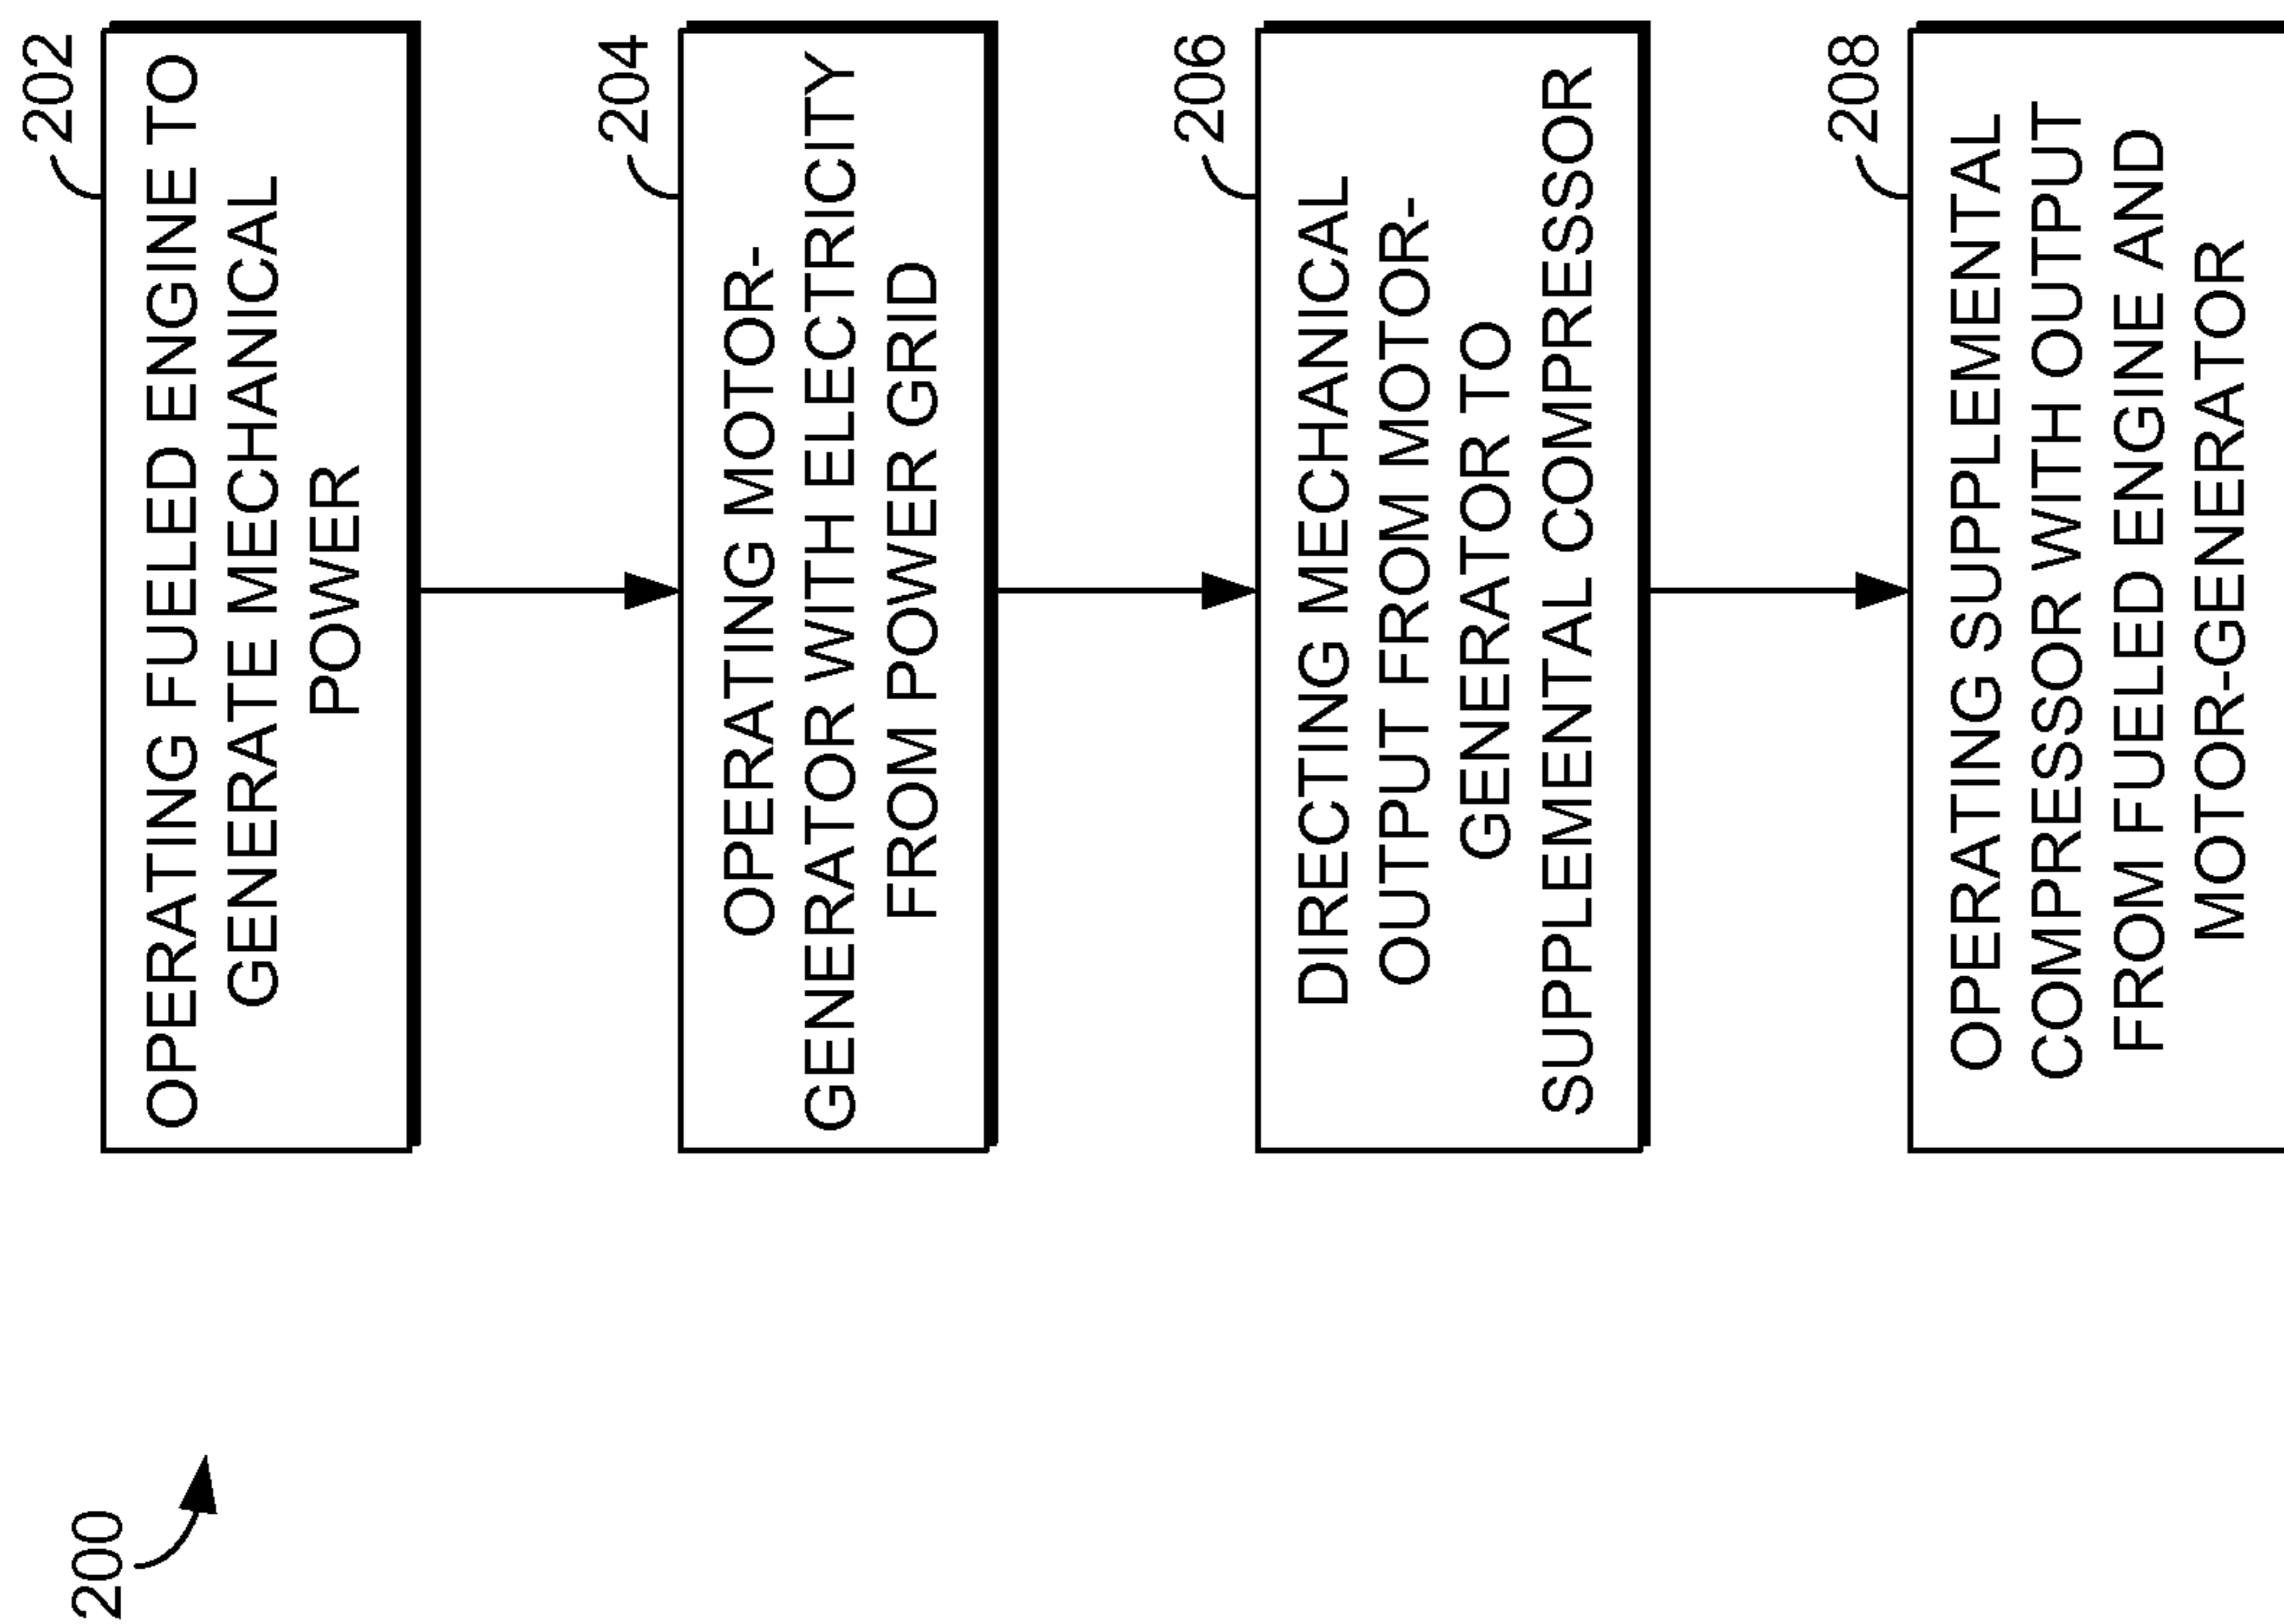 200
202
OPERATING FUELED ENGINE TO
GENERATE MECHANICAL
POWER
204
OPERATING MOTOR-
GENERATOR WITH ELECTRICITY
FROM POWER GRID
206
DIRECTING MECHANICAL
OUTPUT FROM MOTOR-
GENERATOR TO
SUPPLEMENTAL COMPRESSOR
208
OPERATING SUPPLEMENTAL
COMPRESSOR WITH OUTPUT
FROM FUELED ENGINE AND
MOTOR-GENERATOR